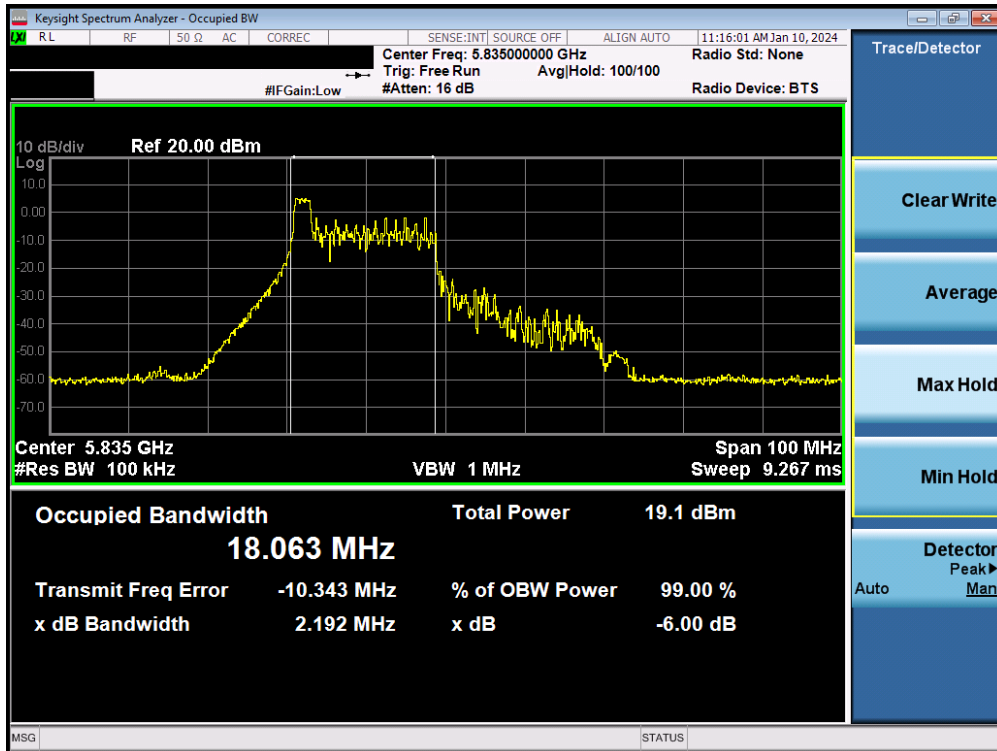 Keysight Spectrum Analyzer - Occupied BW
LXI RL RF 50 Ω AC CORREC SENSE:INT SOURCE OFF ALIGN AUTO 11:16:01 AM Jan 10, 2024
Center Freq: 5.835000000 GHz Radio Std: None
Trig: Free Run Avg|Hold: 100/100
#IFGain:Low #Atten: 16 dB Radio Device: BTS
Trace/Detector
10 dB/div Ref 20.00 dBm
Log
10.0
0.00
-10.0
-20.0
-30.0
-40.0
-50.0
-60.0
-70.0
Center 5.835 GHz Span 100 MHz
#Res BW 100 kHz VBW 1 MHz Sweep 9.267 ms
Occupied Bandwidth Total Power 19.1 dBm
18.063 MHz
Transmit Freq Error -10.343 MHz % of OBW Power 99.00 %
x dB Bandwidth 2.192 MHz x dB -6.00 dB
Clear Write
Average
Max Hold
Min Hold
Detector
Peak▶
Auto Man
MSG STATUS